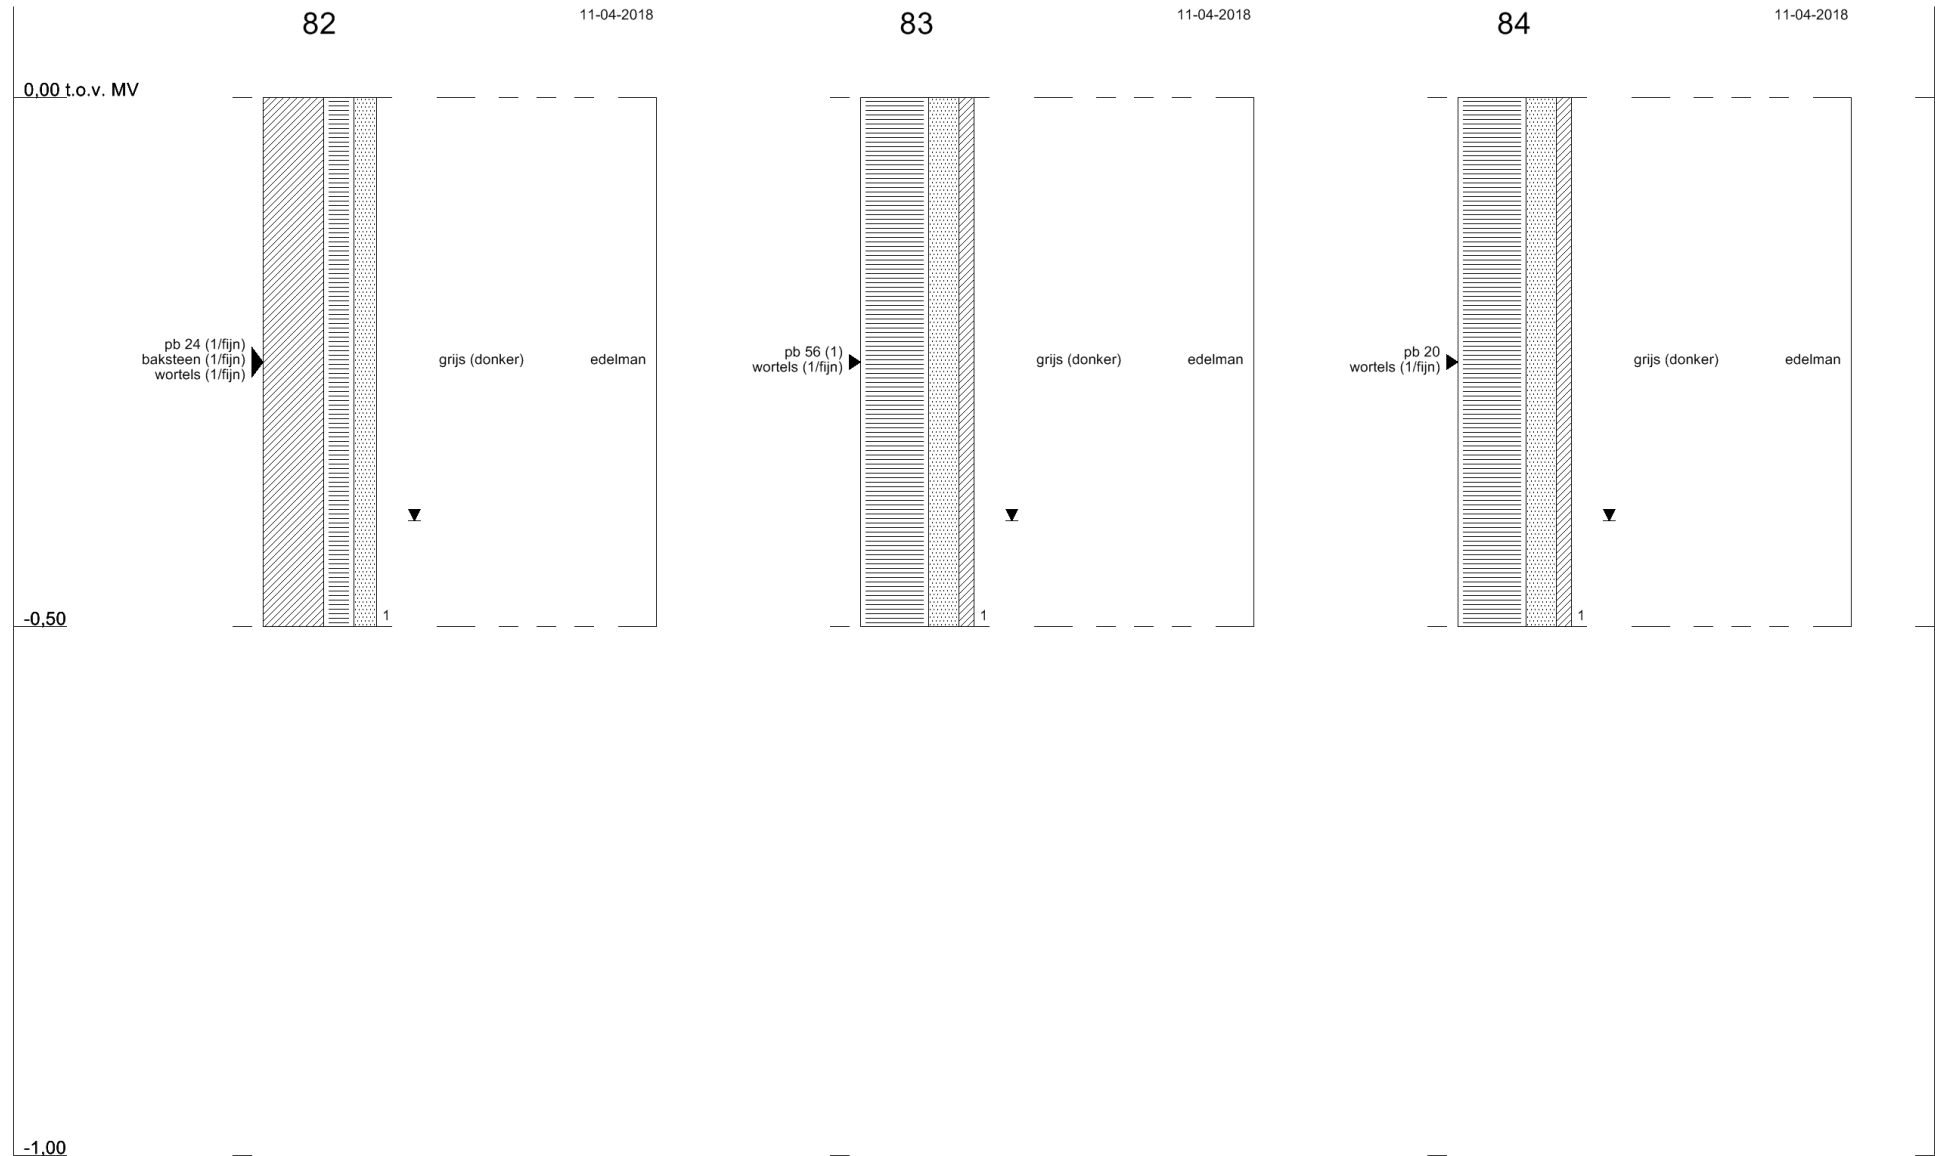 82
11-04-2018
83
11-04-2018
84
11-04-2018
0,00 t.o.v. MV
pb 24 (1/fijn)
baksteen (1/fijn)
wortels (1/fijn)
grijs (donker)
edelman
1
pb 56 (1)
wortels (1/fijn)
grijs (donker)
edelman
1
pb 20
wortels (1/fijn)
grijs (donker)
edelman
1
-0,50
-1,00